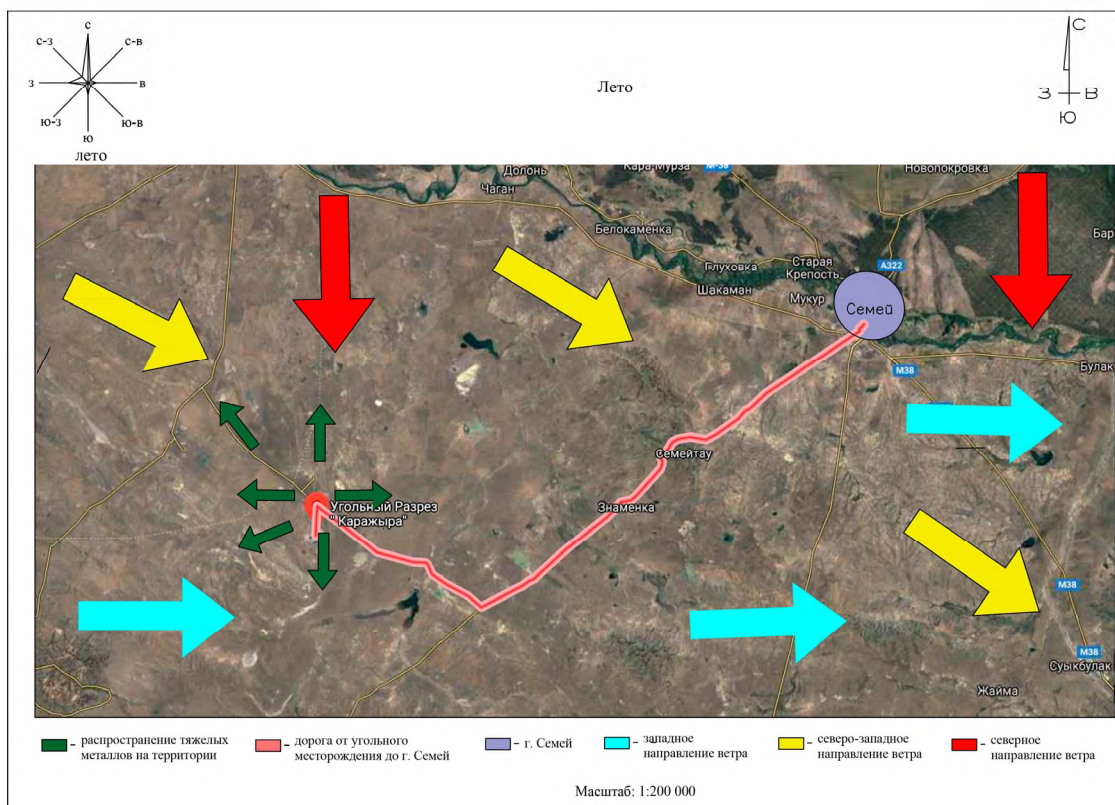 с
с-з
с-в
з
в
ю-з
ю-в
ю
лето
Лето
С
З
В
Ю
Долонь
Кара-Мурза
М-38
Новопокровка
Чаган
Белокаменка
Бар
Глуховка
Старая
Крепость
А322
Шакаман
Мукур
Семей
Булак
М38
Семейтау
Угольный Разрез
"Каражыра"
Знаменка
М38
М38
Суыкбулак
Жайма
- распространение тяжелых
металлов на территории
- дорога от угольного
месторождения до г. Семей
- г. Семей
- западное
направление ветра
- северо-западное
направление ветра
- северное
направление ветра
Масштаб: 1:200 000